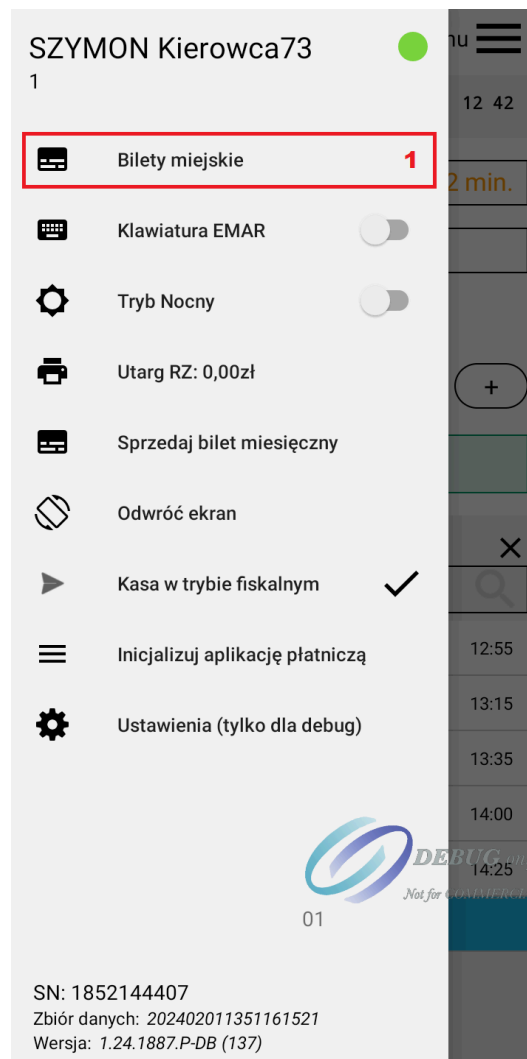 SZYMON Kierowca73
nu
1
12 42
Bilety miejskie 1
2 min.
Klawiatura EMAR
Tryb Nocny
Utarg RZ: 0,00zł
+
Sprzedaj bilet miesięczny
Odwróć ekran
Kasa w trybie fiskalnym
Inicjalizuj aplikację płatniczą
12:55
13:15
Ustawienia (tylko dla debug)
13:35
14:00
DEBUG only
14:25
Not for COMMERC
01
SN: 1852144407
Zbiór danych: 202402011351161521
Wersja: 1.24.1887.P-DB (137)